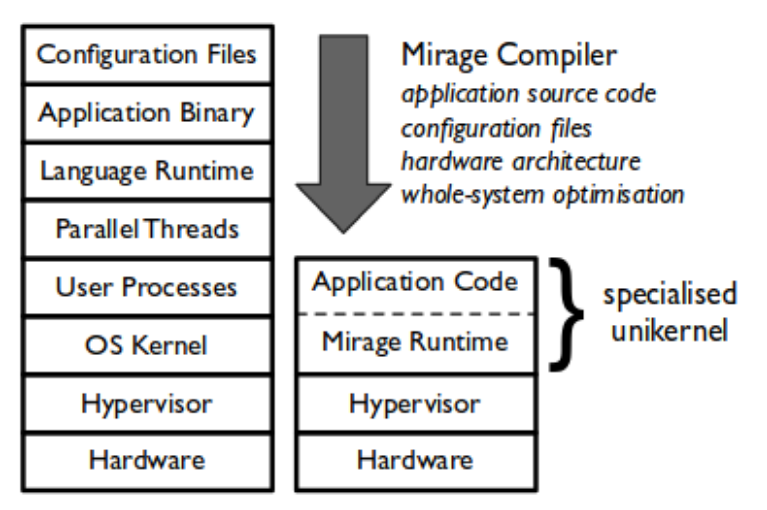 Configuration Files
Application Binary
Language Runtime
Parallel Threads
User Processes
OS Kernel
Hypervisor
Hardware
Mirage Compiler
application source code
configuration files
hardware architecture
whole-system optimisation
Application Code
Mirage Runtime
Hypervisor
Hardware
specialised
unikernel